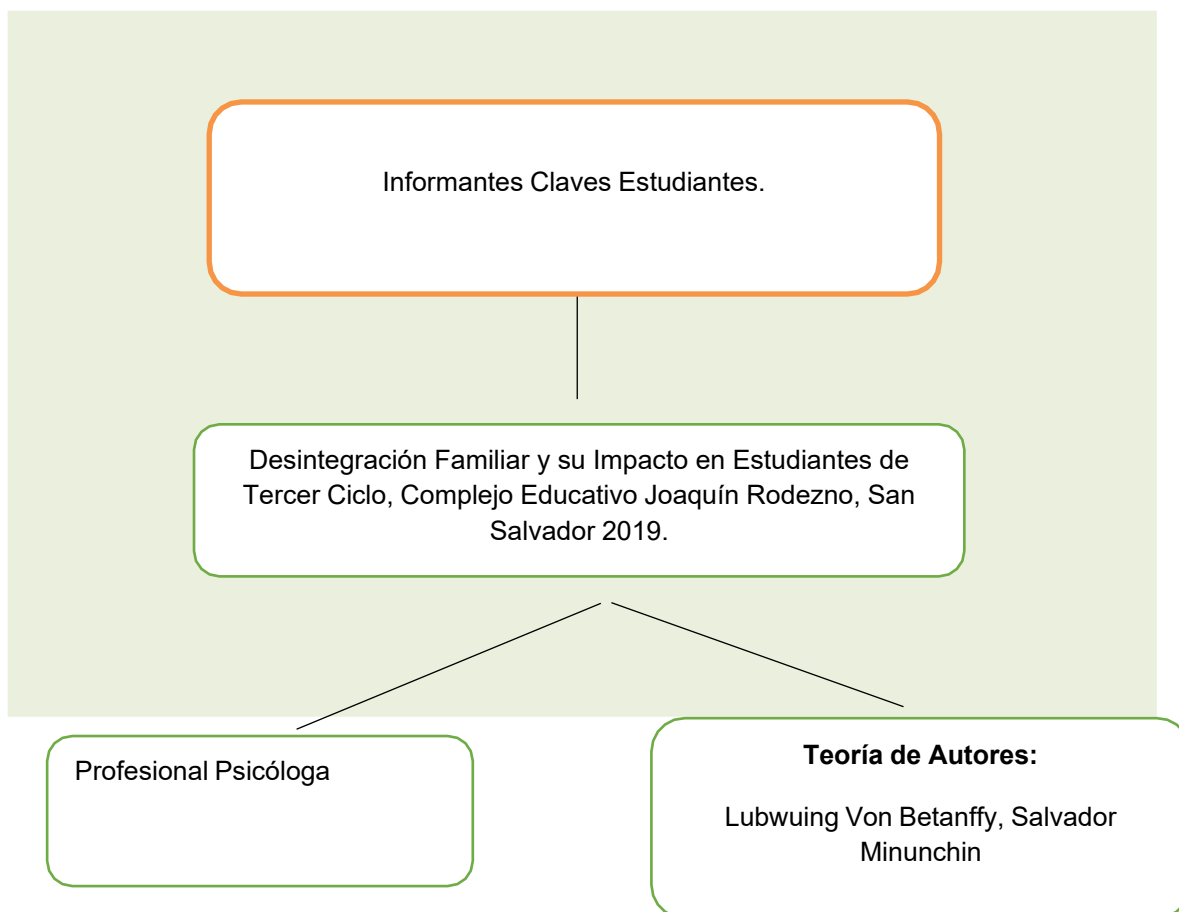 Informantes Claves Estudiantes.
Desintegración Familiar y su Impacto en Estudiantes de
Tercer Ciclo, Complejo Educativo Joaquín Rodezno, San
Salvador 2019.
Profesional Psicóloga
Teoría de Autores:
Lubwuing Von Betanffy, Salvador
Minunchin